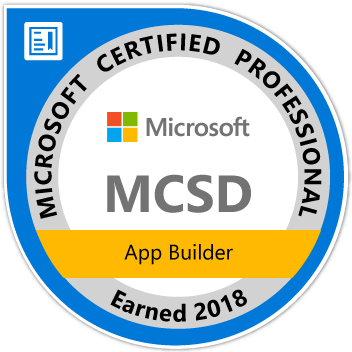 MICROSOFT CERTIFIED PROFESSIONAL
Microsoft
MCSD
App Builder
Earned 2018